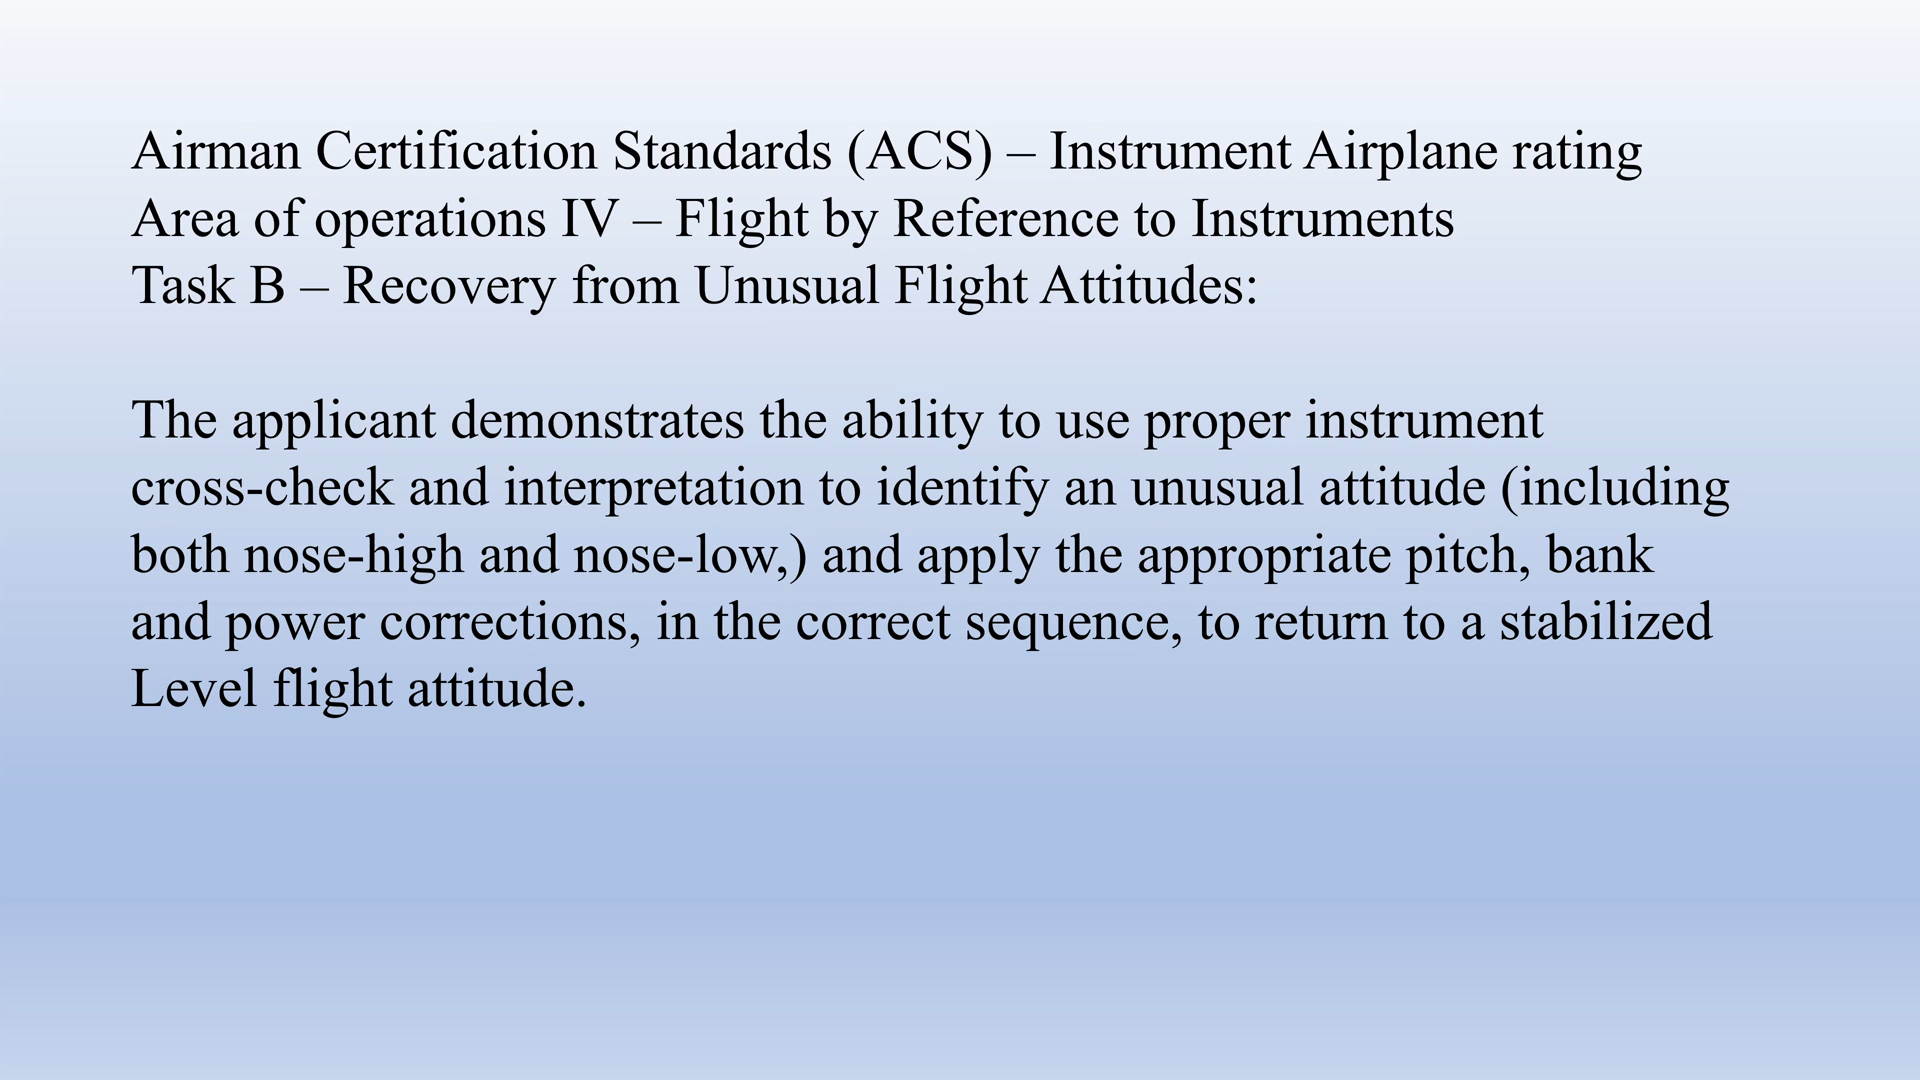 Airman Certification Standards (ACS) – Instrument Airplane rating
Area of operations IV – Flight by Reference to Instruments
Task B – Recovery from Unusual Flight Attitudes:
The applicant demonstrates the ability to use proper instrument
cross-check and interpretation to identify an unusual attitude (including
both nose-high and nose-low,) and apply the appropriate pitch, bank
and power corrections, in the correct sequence, to return to a stabilized
Level flight attitude.